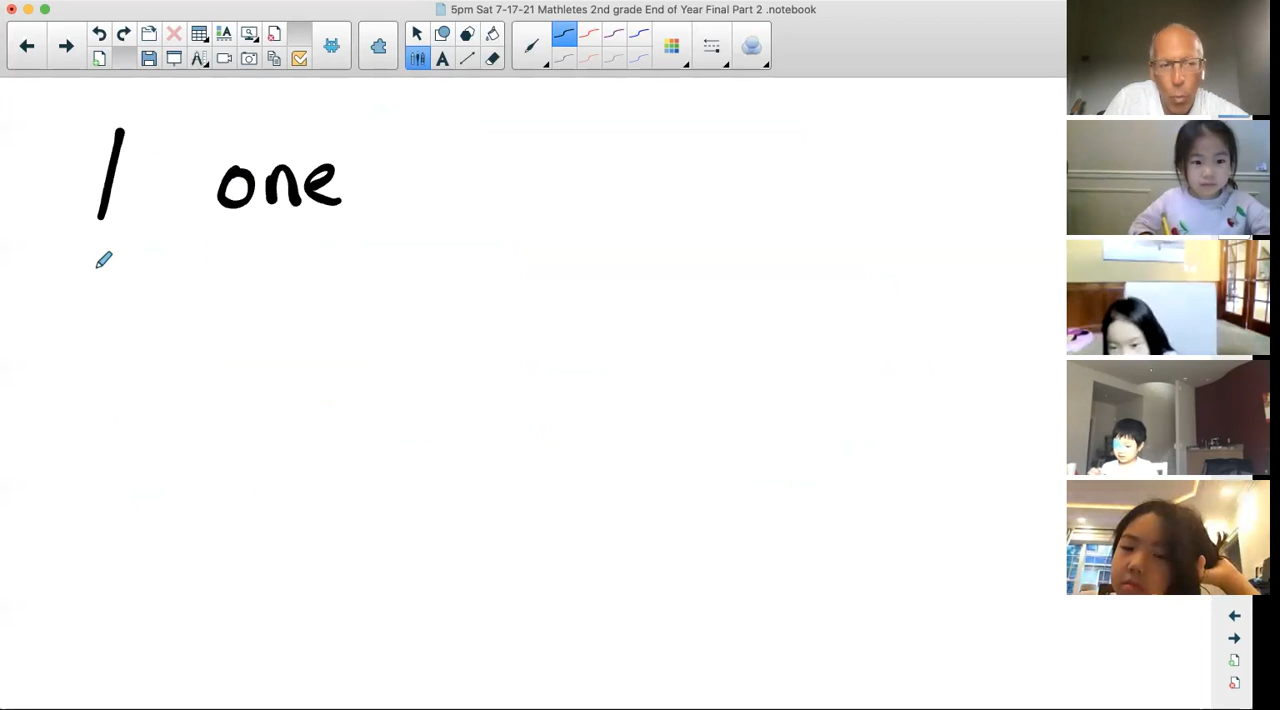 5pm Sat 7-17-21 Mathletes 2nd grade End of Year Final Part 2 .notebook
1 one